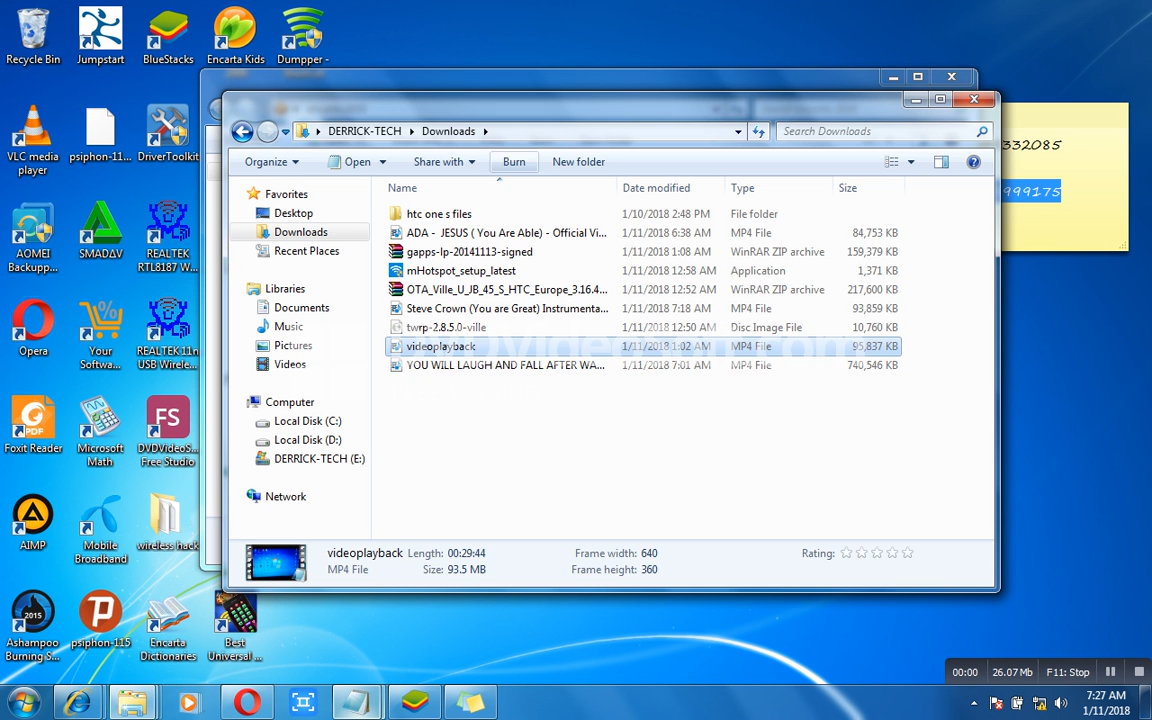 Recycle Bin
Jumpstart
BlueStacks
Encarta Kids
Dumpper -
VLC media
player
psiphon-11...
DriverToolkit
AOMEI
Backupp...
SMADΔV
REALTEK
RTL8187 W...
Opera
Your
Softwa...
REALTEK 11n
USB Wirele...
Foxit Reader
Microsoft
Math
DVDVideoS...
Free Studio
AIMP
Mobile
Broadband
wireless hack
Ashampoo
Burning S...
psiphon-115
Encarta
Dictionaries
Best
Universal ...
DERRICK-TECH
Downloads
Search Downloads
Organize
Open
Share with
Burn
New folder
Favorites
Desktop
Downloads
Recent Places
Libraries
Documents
Music
Pictures
Videos
Computer
Local Disk (C:)
Local Disk (D:)
DERRICK-TECH (E:)
Network
Name Date modified Type Size
htc one s files 1/10/2018 2:48 PM File folder
ADA - JESUS ( You Are Able) - Official Vi... 1/11/2018 6:38 AM MP4 File 84,753 KB
gapps-lp-20141113-signed 1/11/2018 1:08 AM WinRAR ZIP archive 159,379 KB
mHotspot_setup_latest 1/11/2018 12:58 AM Application 1,371 KB
OTA_Ville_U_JB_45_S_HTC_Europe_3.16.4... 1/11/2018 12:52 AM WinRAR ZIP archive 217,600 KB
Steve Crown (You are Great) Instrumenta... 1/11/2018 7:18 AM MP4 File 93,859 KB
twrp-2.8.5.0-ville 1/11/2018 12:50 AM Disc Image File 10,760 KB
videoplayback 1/11/2018 1:02 AM MP4 File 95,837 KB
YOU WILL LAUGH AND FALL AFTER WA... 1/11/2018 7:01 AM MP4 File 740,546 KB
videoplayback Length: 00:29:44 Frame width: 640 Rating:
MP4 File Size: 93.5 MB Frame height: 360
332085
999175
PDF
FS
2015
00:00 26.07Mb F11: Stop
7:27 AM
1/11/2018